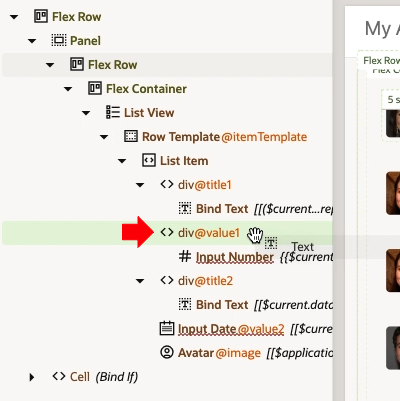 Flex Row
Panel
Flex Row
Flex Container
List View
Row Template@itemTemplate
List Item
div@title1
Bind Text [[($current...rep
div@value1
Text
Input Number {{$current
div@title2
Bind Text [[$current.data
Input Date@value2 [[$curre
Avatar@image [[$applicatio
Cell (Bind If)
My A
Flex Row
Flex C
5 s